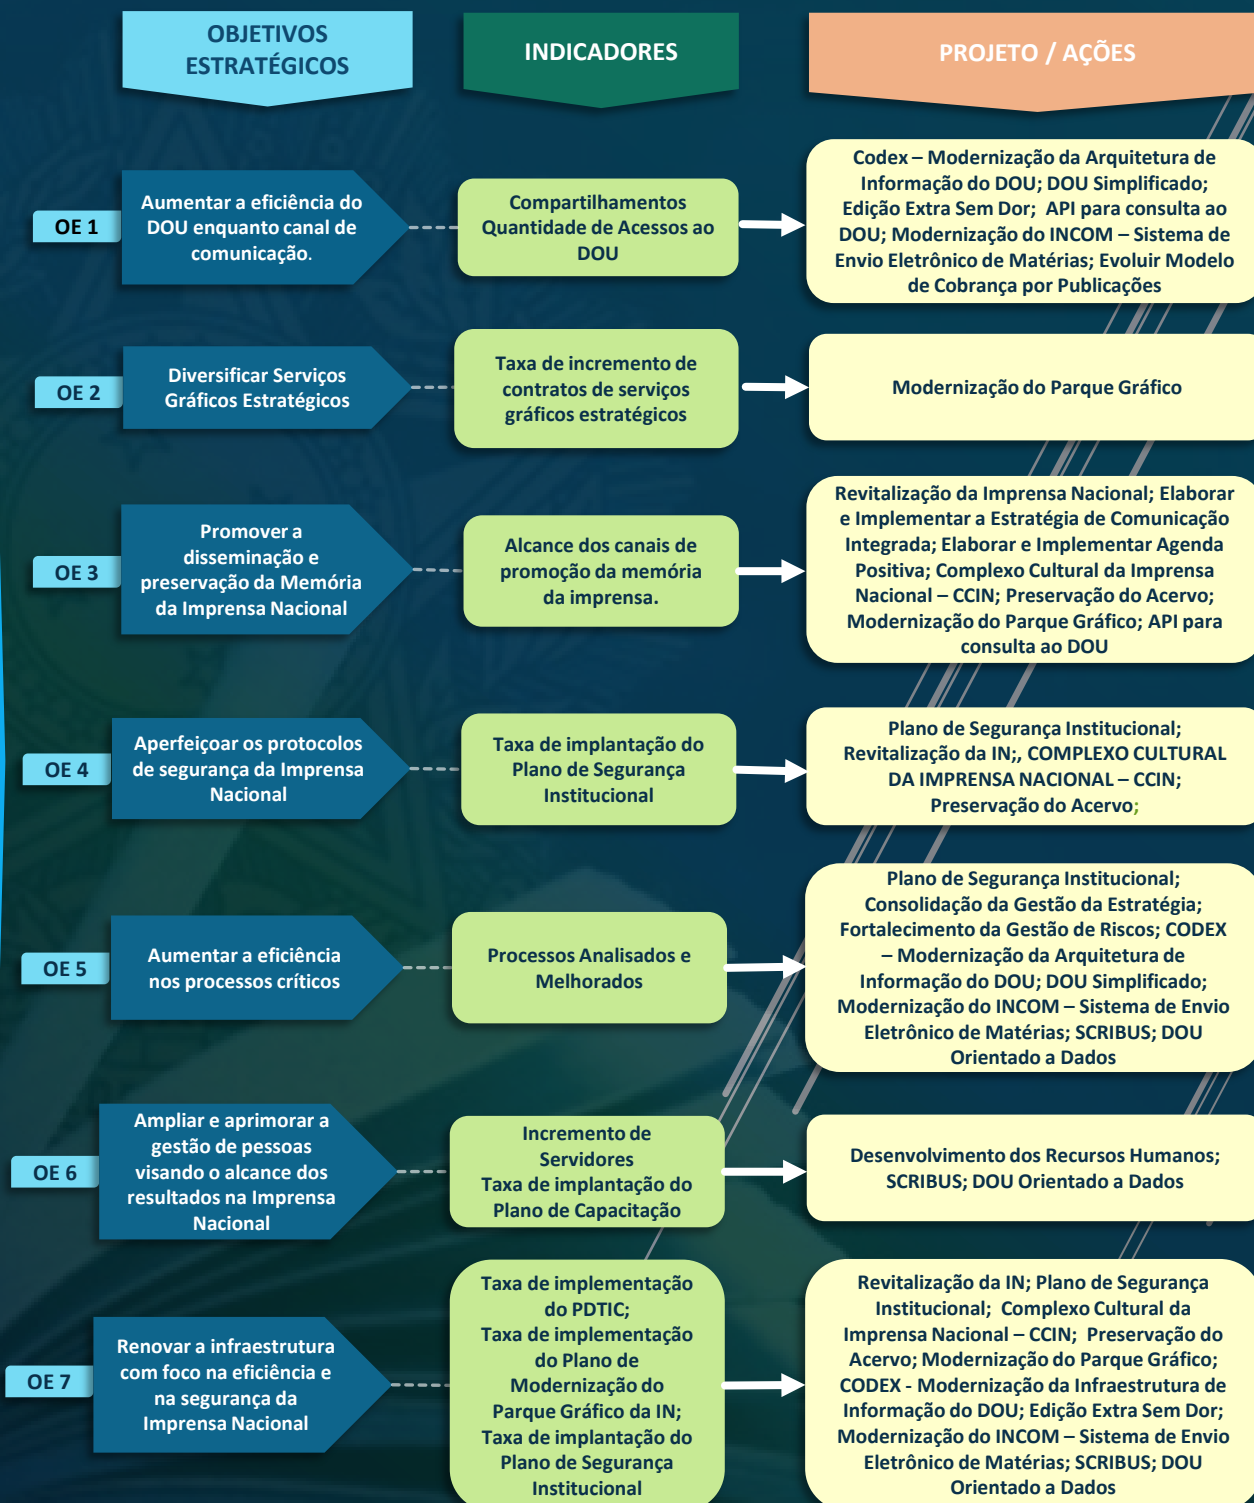 OBJETIVOS
ESTRATÉGICOS
INDICADORES
PROJETO / AÇÕES
OE 1
Aumentar a eficiência do
DOU enquanto canal de
comunicação.
Compartilhamentos
Quantidade de Acessos ao
DOU
Codex – Modernização da Arquitetura de
Informação do DOU; DOU Simplificado;
Edição Extra Sem Dor; API para consulta ao
DOU; Modernização do INCOM – Sistema de
Envio Eletrônico de Matérias; Evoluir Modelo
de Cobrança por Publicações
OE 2
Diversificar Serviços
Gráficos Estratégicos
Taxa de incremento de
contratos de serviços
gráficos estratégicos
Modernização do Parque Gráfico
OE 3
Promover a
disseminação e
preservação da Memória
da Imprensa Nacional
Alcance dos canais de
promoção da memória
da imprensa.
Revitalização da Imprensa Nacional; Elaborar
e Implementar a Estratégia de Comunicação
Integrada; Elaborar e Implementar Agenda
Positiva; Complexo Cultural da Imprensa
Nacional – CCIN; Preservação do Acervo;
Modernização do Parque Gráfico; API para
consulta ao DOU
OE 4
Aperfeiçoar os protocolos
de segurança da Imprensa
Nacional
Taxa de implantação do
Plano de Segurança
Institucional
Plano de Segurança Institucional;
Revitalização da IN;, COMPLEXO CULTURAL
DA IMPRENSA NACIONAL – CCIN;
Preservação do Acervo;
OE 5
Aumentar a eficiência
nos processos críticos
Processos Analisados e
Melhorados
Plano de Segurança Institucional;
Consolidação da Gestão da Estratégia;
Fortalecimento da Gestão de Riscos; CODEX
– Modernização da Arquitetura de
Informação do DOU; DOU Simplificado;
Modernização do INCOM – Sistema de Envio
Eletrônico de Matérias; SCRIBUS; DOU
Orientado a Dados
OE 6
Ampliar e aprimorar a
gestão de pessoas
visando o alcance dos
resultados na Imprensa
Nacional
Incremento de
Servidores
Taxa de implantação do
Plano de Capacitação
Desenvolvimento dos Recursos Humanos;
SCRIBUS; DOU Orientado a Dados
OE 7
Renovar a infraestrutura
com foco na eficiência e
na segurança da
Imprensa Nacional
Taxa de implementação
do PDTIC;
Taxa de implementação
do Plano de
Modernização do
Parque Gráfico da IN;
Taxa de implantação do
Plano de Segurança
Institucional
Revitalização da IN; Plano de Segurança
Institucional; Complexo Cultural da
Imprensa Nacional – CCIN; Preservação do
Acervo; Modernização do Parque Gráfico;
CODEX - Modernização da Infraestrutura de
Informação do DOU; Edição Extra Sem Dor;
Modernização do INCOM – Sistema de Envio
Eletrônico de Matérias; SCRIBUS; DOU
Orientado a Dados